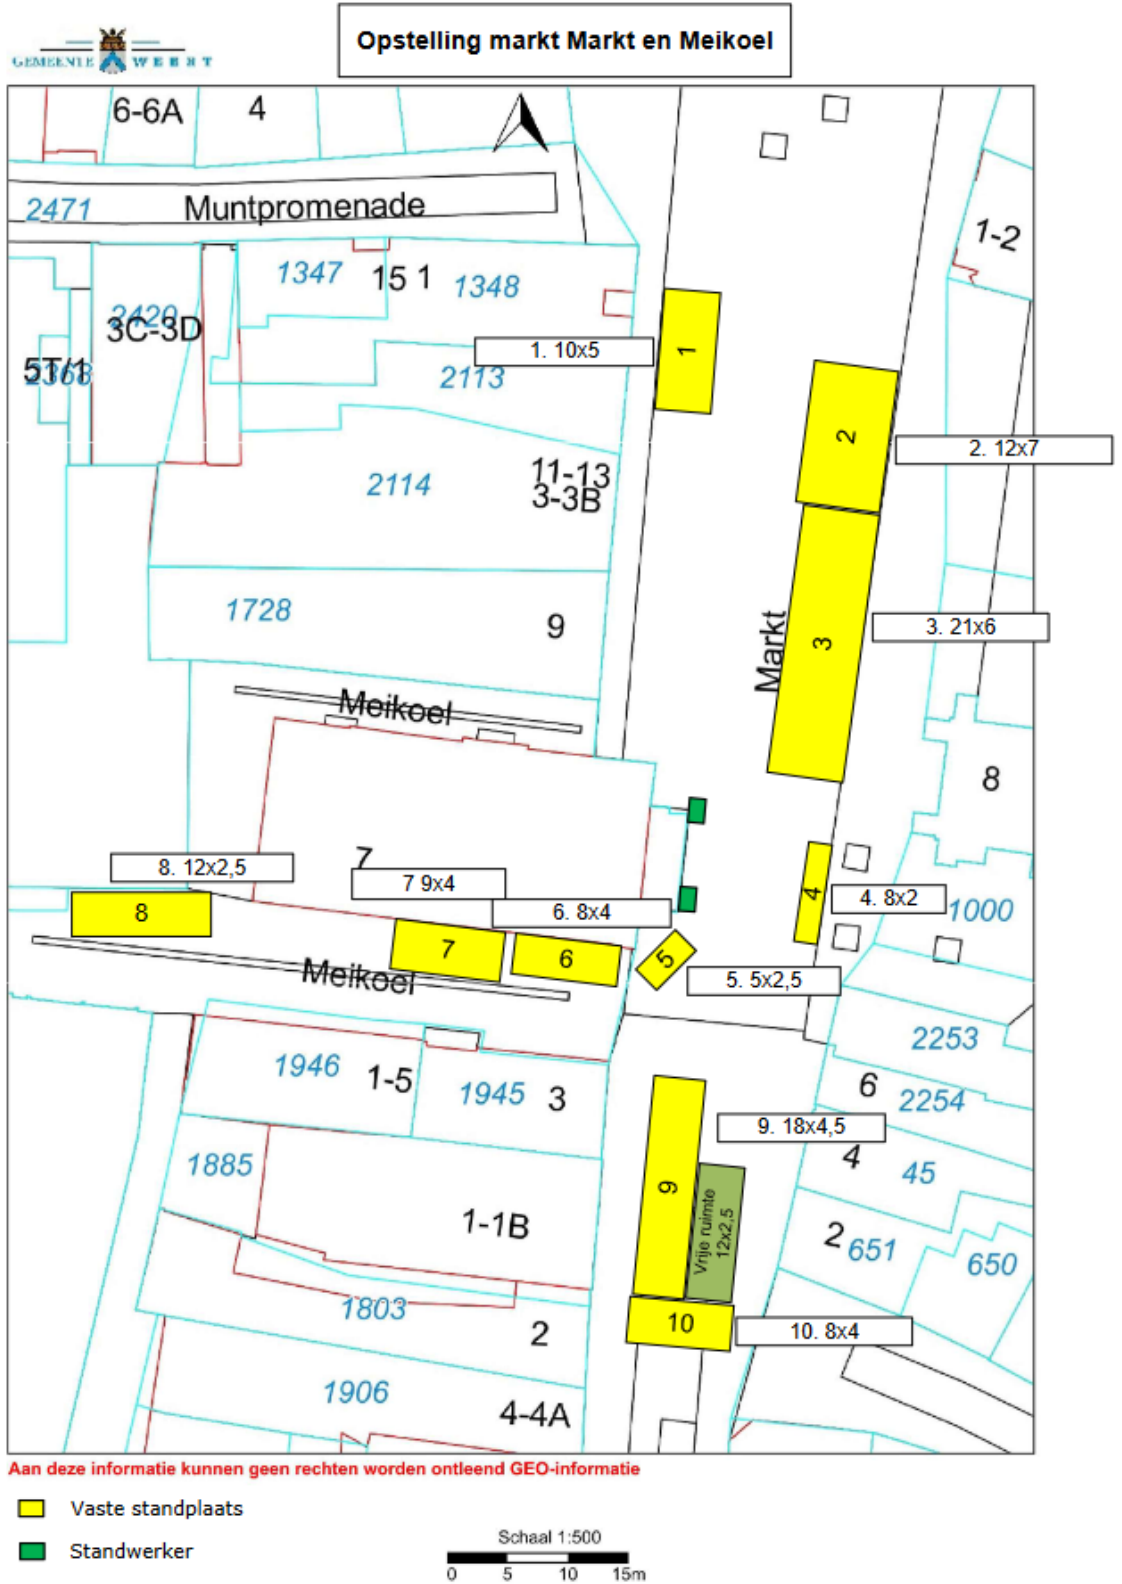 Opstelling markt Markt en Meikoel
GEMEENTE WEERT
6-6A
4
2471
Muntpromenade
1-2
1347
15 1
1348
2420
3C-3D
5T/1
2368
1. 10x5
1
2113
2
2. 12x7
2114
11-13
3-3B
1728
9
3
3. 21x6
Markt
Meikoel
8
7
8. 12x2,5
7 9x4
6. 8x4
4
4. 8x2
1000
8
7
6
5
5. 5x2,5
Meikoel
2253
1946
1-5
1945
3
6
2254
9. 18x4,5
4
45
1885
9
Vrije ruimte
12x2,5
1-1B
2
651
650
1803
2
10
10. 8x4
1906
4-4A
Aan deze informatie kunnen geen rechten worden ontleend GEO-informatie
Vaste standplaats
Standwerker
Schaal 1:500
0 5 10 15m